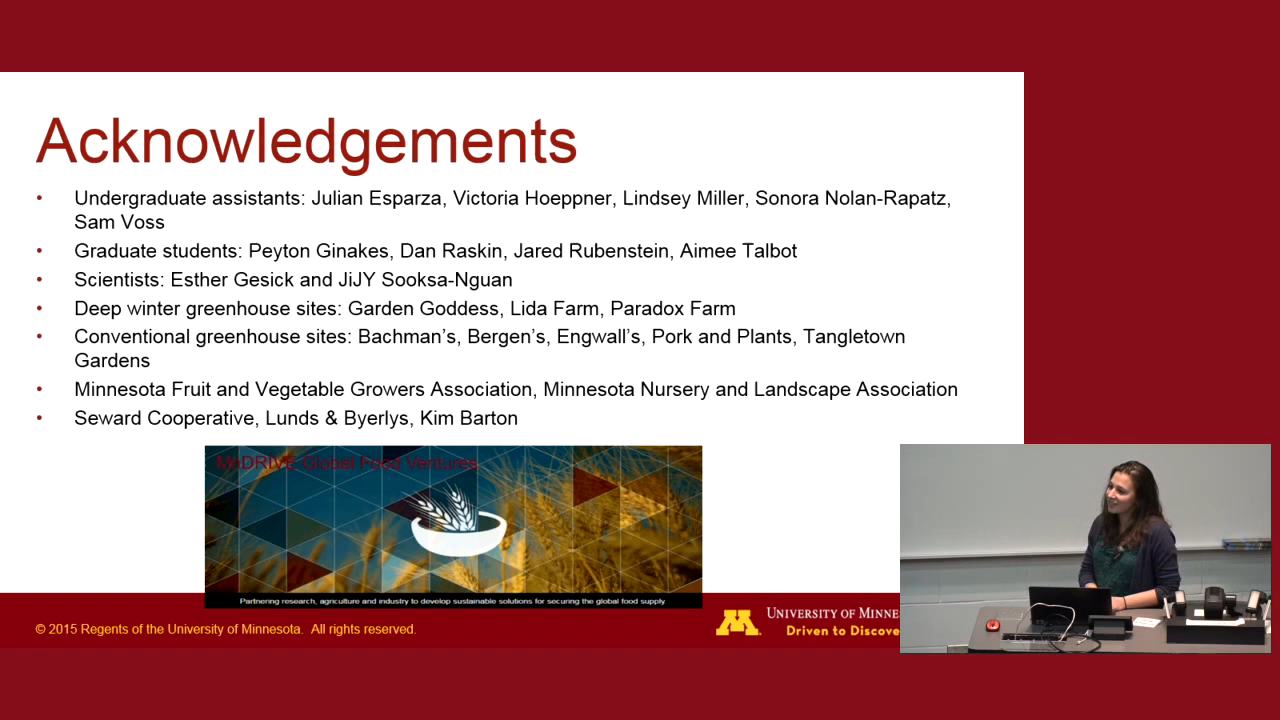 Acknowledgements
• Undergraduate assistants: Julian Esparza, Victoria Hoeppner, Lindsey Miller, Sonora Nolan-Rapatz,
Sam Voss
• Graduate students: Peyton Ginakes, Dan Raskin, Jared Rubenstein, Aimee Talbot
• Scientists: Esther Gesick and JiJY Sooksa-Nguan
• Deep winter greenhouse sites: Garden Goddess, Lida Farm, Paradox Farm
• Conventional greenhouse sites: Bachman's, Bergen's, Engwall's, Pork and Plants, Tangletown
Gardens
• Minnesota Fruit and Vegetable Growers Association, Minnesota Nursery and Landscape Association
• Seward Cooperative, Lunds & Byerlys, Kim Barton
MnDRIVE Global Food Ventures
Partnering research, agriculture and industry to develop sustainable solutions for securing the global food supply.
© 2015 Regents of the University of Minnesota. All rights reserved.
M
UNIVERSITY OF MINNE
Driven to Discove